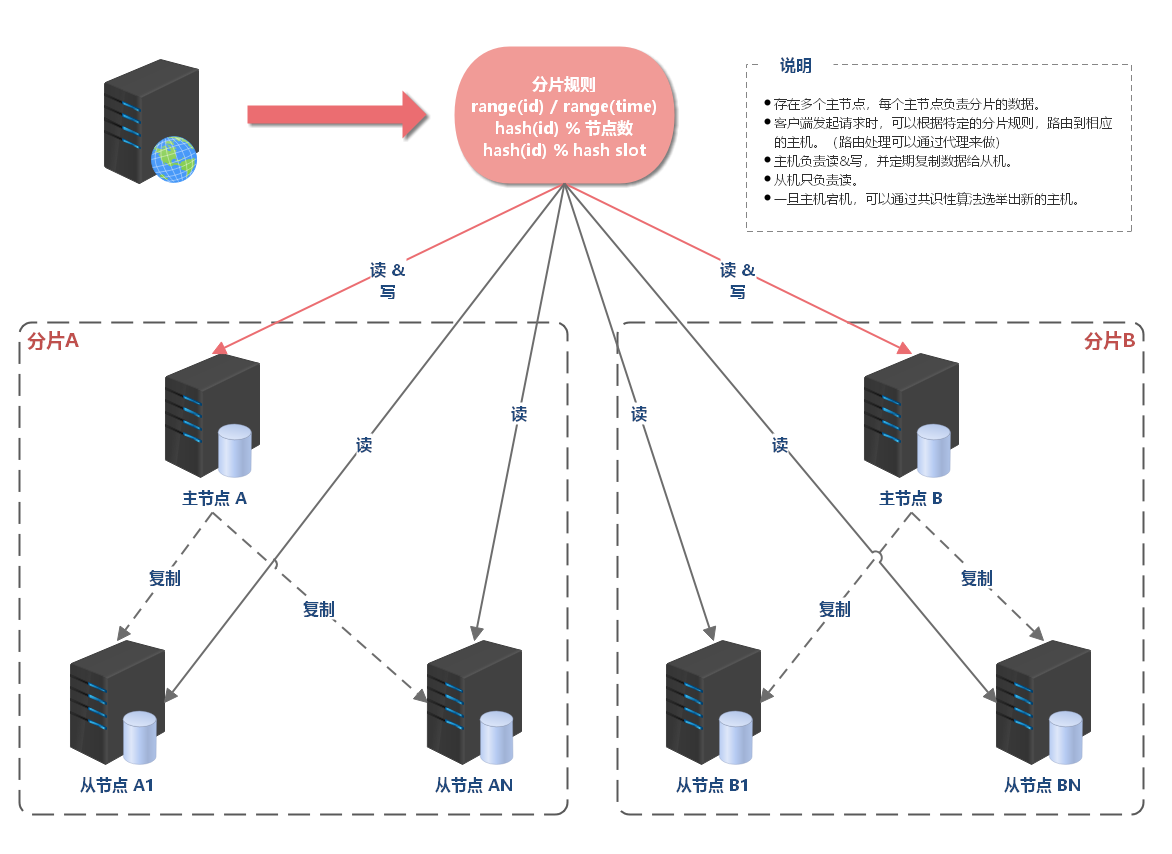 分片规则
range(id) / range(time)
hash(id) % 节点数
hash(id) % hash slot
说明
存在多个主节点，每个主节点负责分片的数据。
客户端发起请求时，可以根据特定的分片规则，路由到相应
的主机。（路由处理可以通过代理来做）
主机负责读&写，并定期复制数据给从机。
从机只负责读。
一旦主机宕机，可以通过共识性算法选举出新的主机。
读 &
写
读 &
写
分片A
分片B
读
读
读
读
主节点 A
主节点 B
复制
复制
复制
复制
从节点 A1
从节点 AN
从节点 B1
从节点 BN